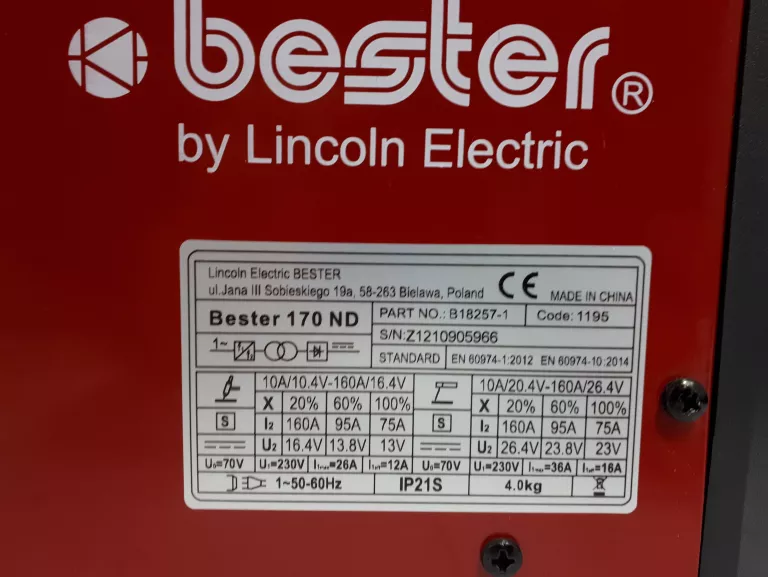 bester®
by Lincoln Electric
Lincoln Electric BESTER
ul.Jana III Sobieskiego 19a, 58-263 Bielawa, Poland
CE MADE IN CHINA
Bester 170 ND
PART NO.: B18257-1 Code: 1195
S/N:Z1210905966
STANDARD EN 60974-1:2012 EN 60974-10:2014
1~
10A/10.4V-160A/16.4V
X 20% 60% 100%
S I₂ 160A 95A 75A
U₂ 16.4V 13.8V 13V
U₀=70V U₁=230V I₁ₘₐₓ=26A I₁ₑff=12A
10A/20.4V-160A/26.4V
X 20% 60% 100%
S I₂ 160A 95A 75A
U₂ 26.4V 23.8V 23V
U₀=70V U₁=230V I₁ₘₐₓ=36A I₁ₑff=16A
1~50-60Hz IP21S 4.0kg